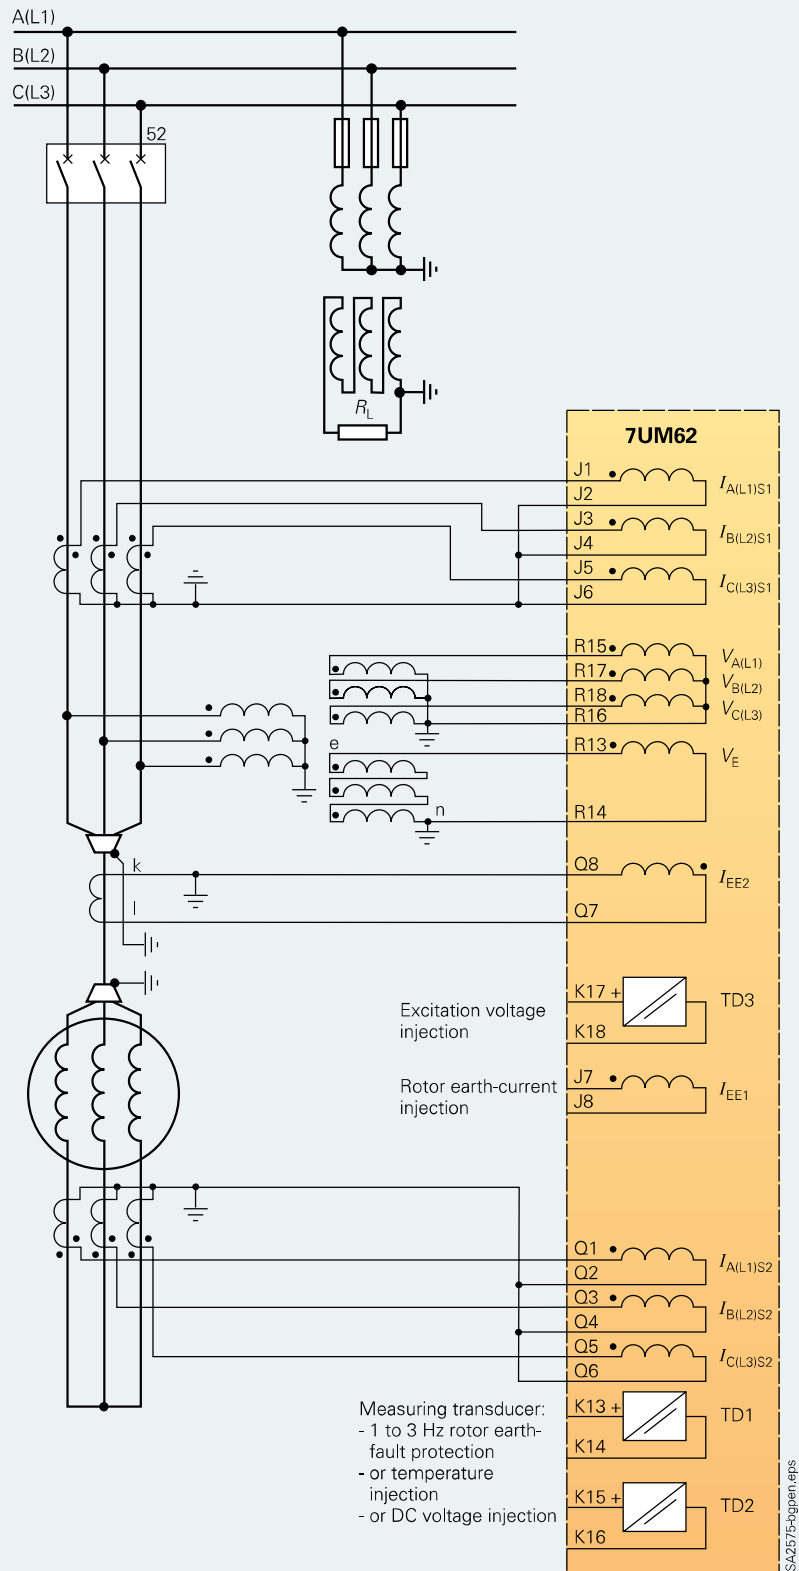 A(L1)
B(L2)
C(L3)
52
R_L
7UM62
J1
I_A(L1)S1
J2
J3
I_B(L2)S1
J4
J5
I_C(L3)S1
J6
R15
V_A(L1)
R17
V_B(L2)
R18
V_C(L3)
R16
e
R13
V_E
n
R14
k
Q8
I_EE2
l
Q7
Excitation voltage
injection
K17 +
TD3
K18
Rotor earth-current
injection
J7
I_EE1
J8
Q1
I_A(L1)S2
Q2
Q3
I_B(L2)S2
Q4
Q5
I_C(L3)S2
Q6
Measuring transducer:
- 1 to 3 Hz rotor earth-
fault protection
- or temperature
injection
- or DC voltage injection
K13 +
TD1
K14
K15 +
TD2
K16
SA2575-bgpen.eps